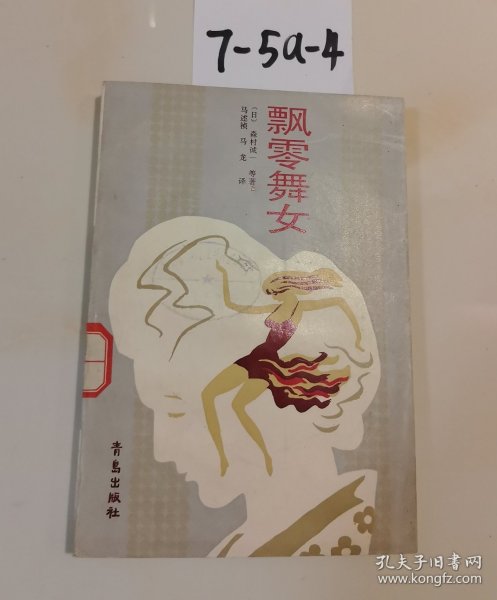 7-5a-4
飘零舞女
(日) 森村诚一 等著
马述祯 马龙 译
青岛出版社
孔夫子旧书网
www.kongfz.com